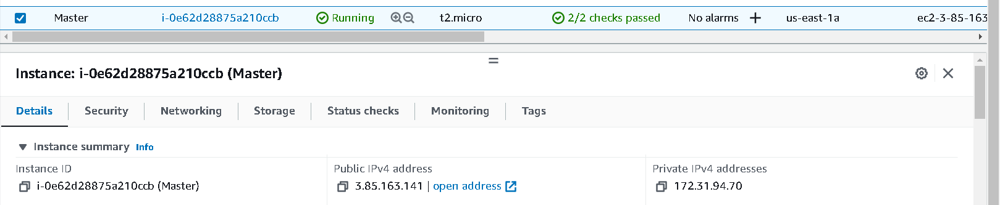 Master i-0e62d28875a210ccb Running t2.micro 2/2 checks passed No alarms + us-east-1a ec2-3-85-163
Instance: i-0e62d28875a210ccb (Master)
Details Security Networking Storage Status checks Monitoring Tags
Instance summary Info
Instance ID Public IPv4 address Private IPv4 addresses
i-0e62d28875a210ccb (Master) 3.85.163.141 | open address 172.31.94.70